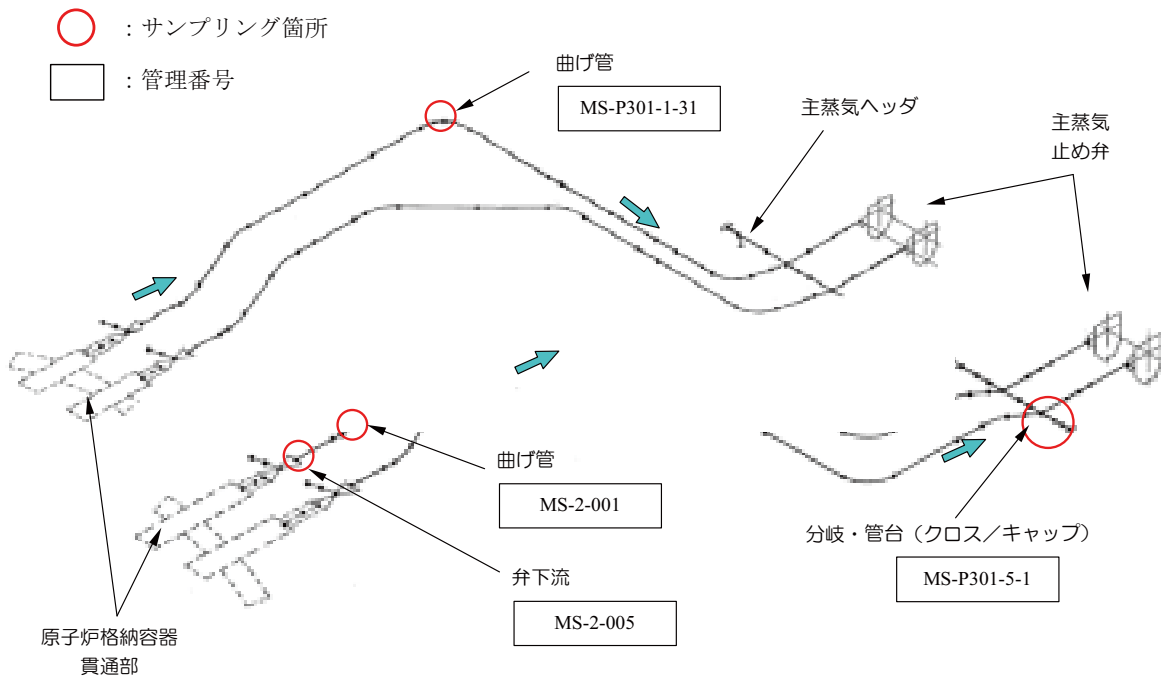 ：サンプリング箇所
：管理番号
曲げ管
MS-P301-1-31
主蒸気ヘッダ
主蒸気
止め弁
曲げ管
MS-2-001
弁下流
MS-2-005
分岐・管台（クロス／キャップ）
MS-P301-5-1
原子炉格納容器
貫通部